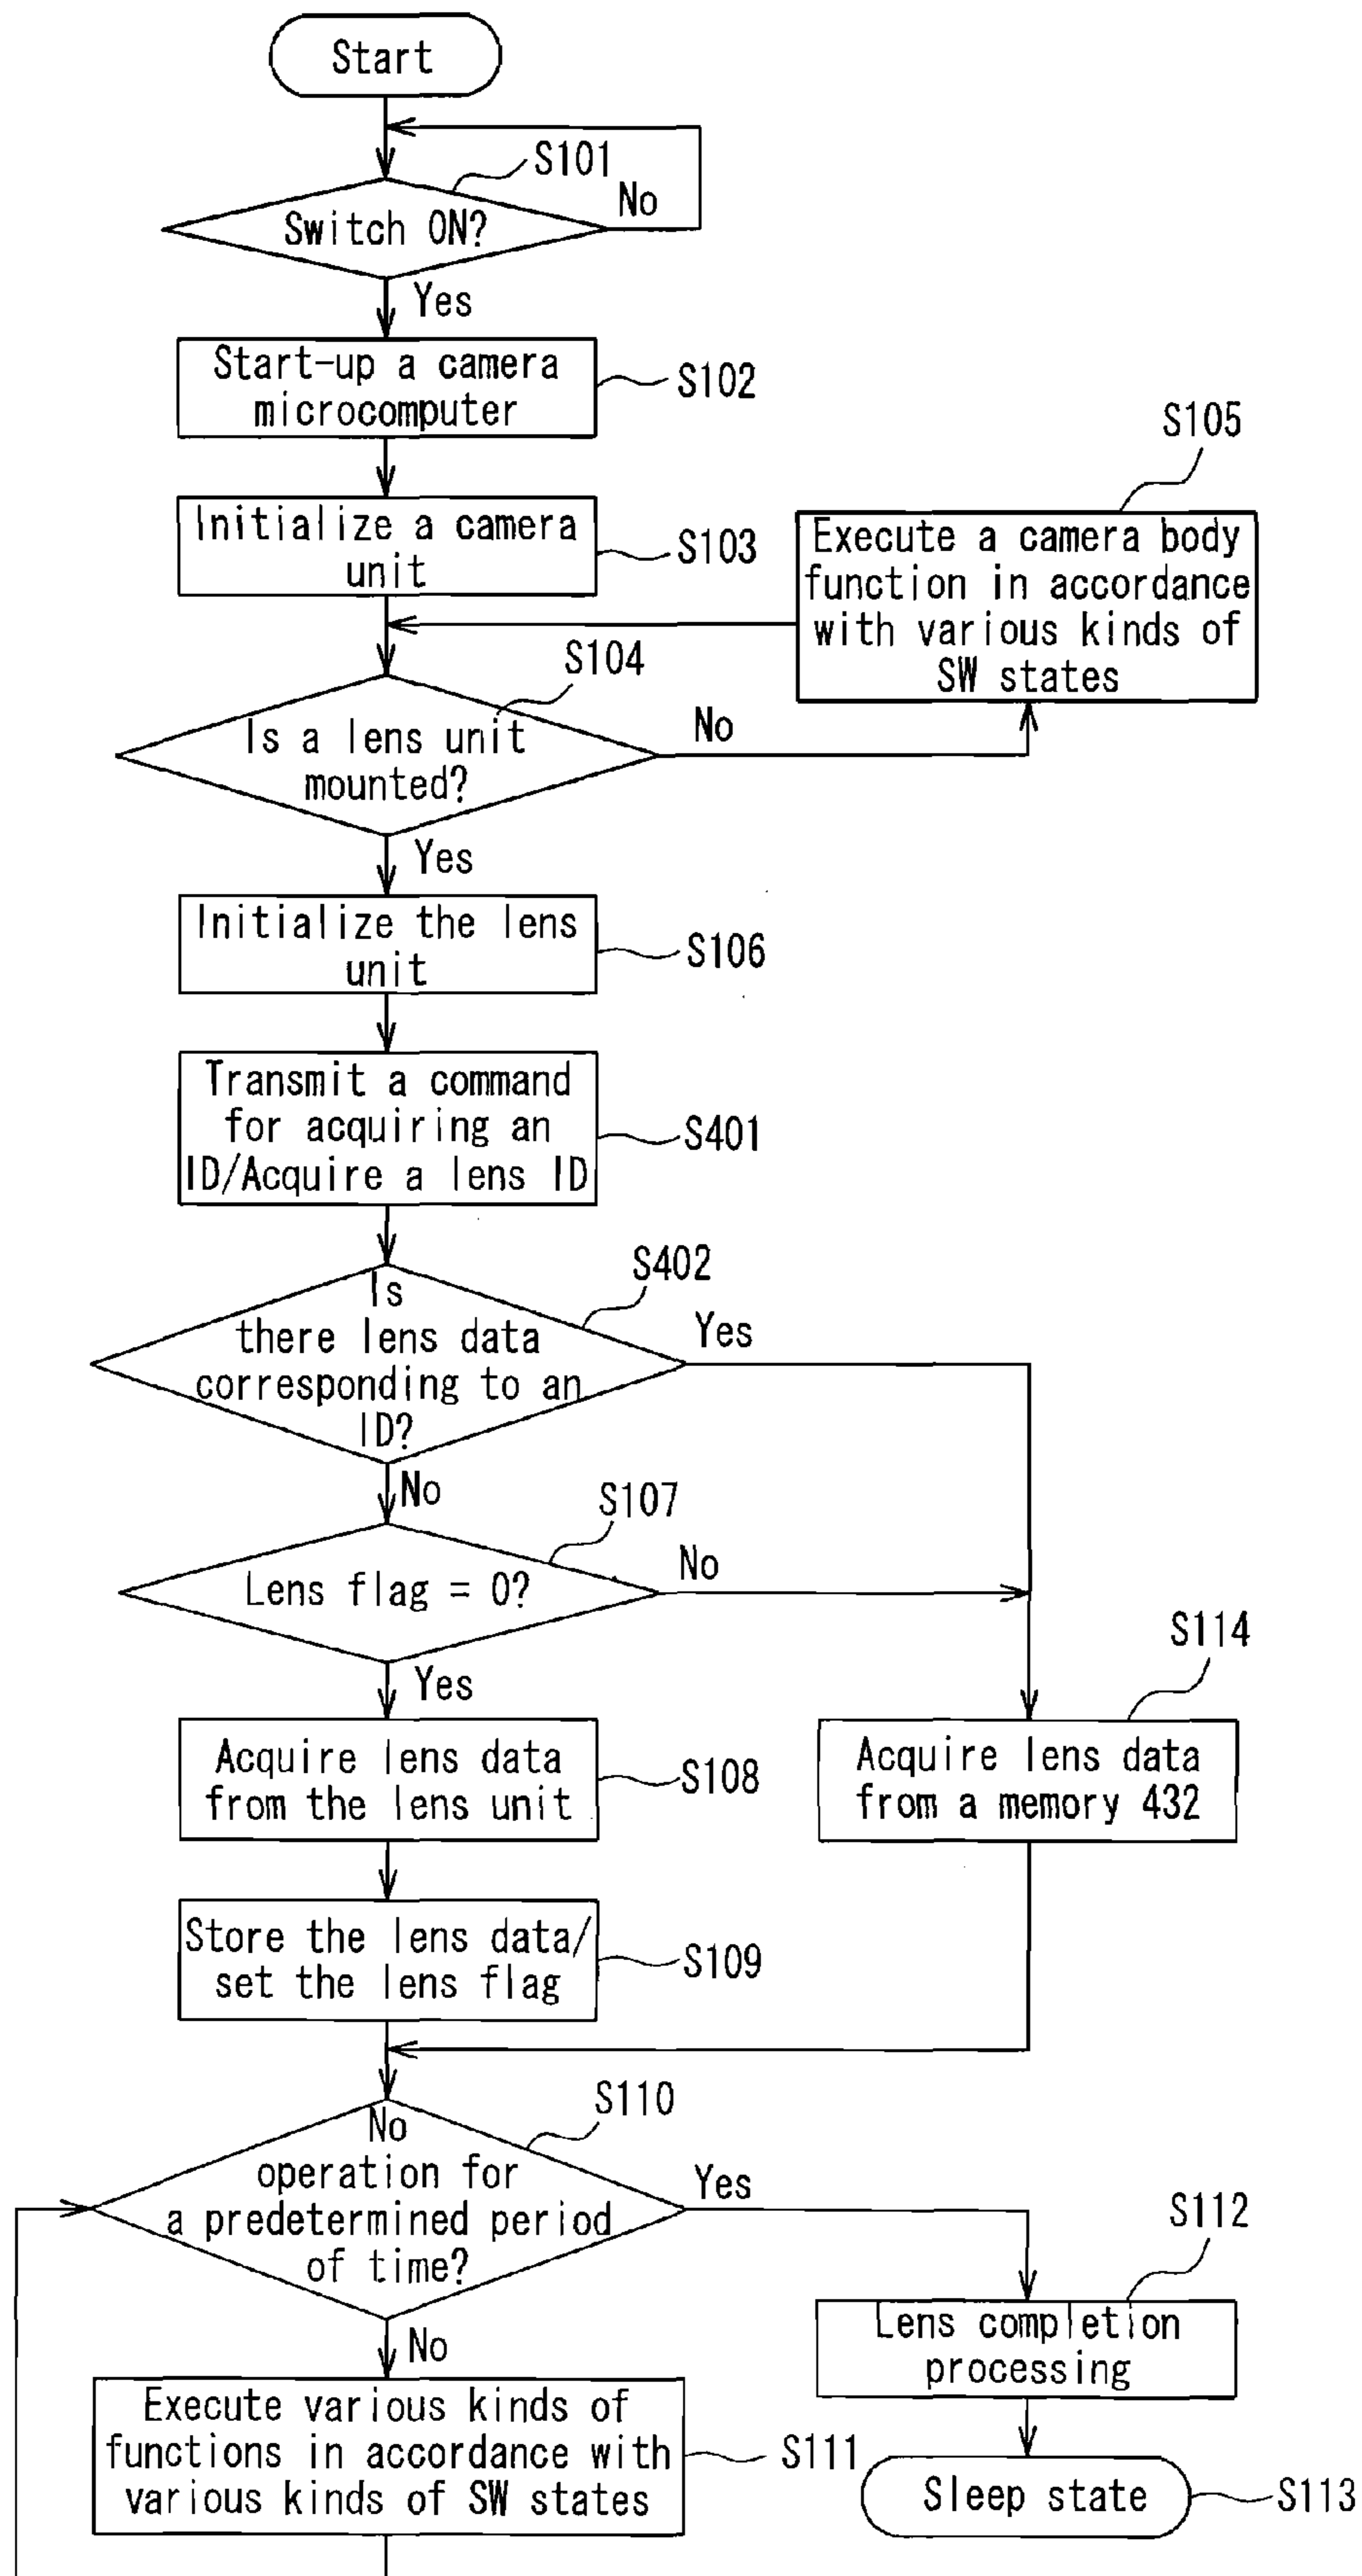 Start
S101
No
Switch ON?
Yes
Start-up a camera
microcomputer
S102
S105
Initialize a camera
unit
S103
Execute a camera body
function in accordance
with various kinds of
SW states
S104
Is a lens unit
mounted?
No
Yes
Initialize the lens
unit
S106
Transmit a command
for acquiring an
ID/Acquire a lens ID
S401
S402
Is
there lens data
corresponding to an
ID?
Yes
No
S107
Lens flag = 0?
No
Yes
S114
Acquire lens data
from the lens unit
S108
Acquire lens data
from a memory 432
Store the lens data/
set the lens flag
S109
S110
No
operation for
a predetermined period
of time?
Yes
S112
No
Lens completion
processing
Execute various kinds of
functions in accordance with
various kinds of SW states
S111
Sleep state
S113